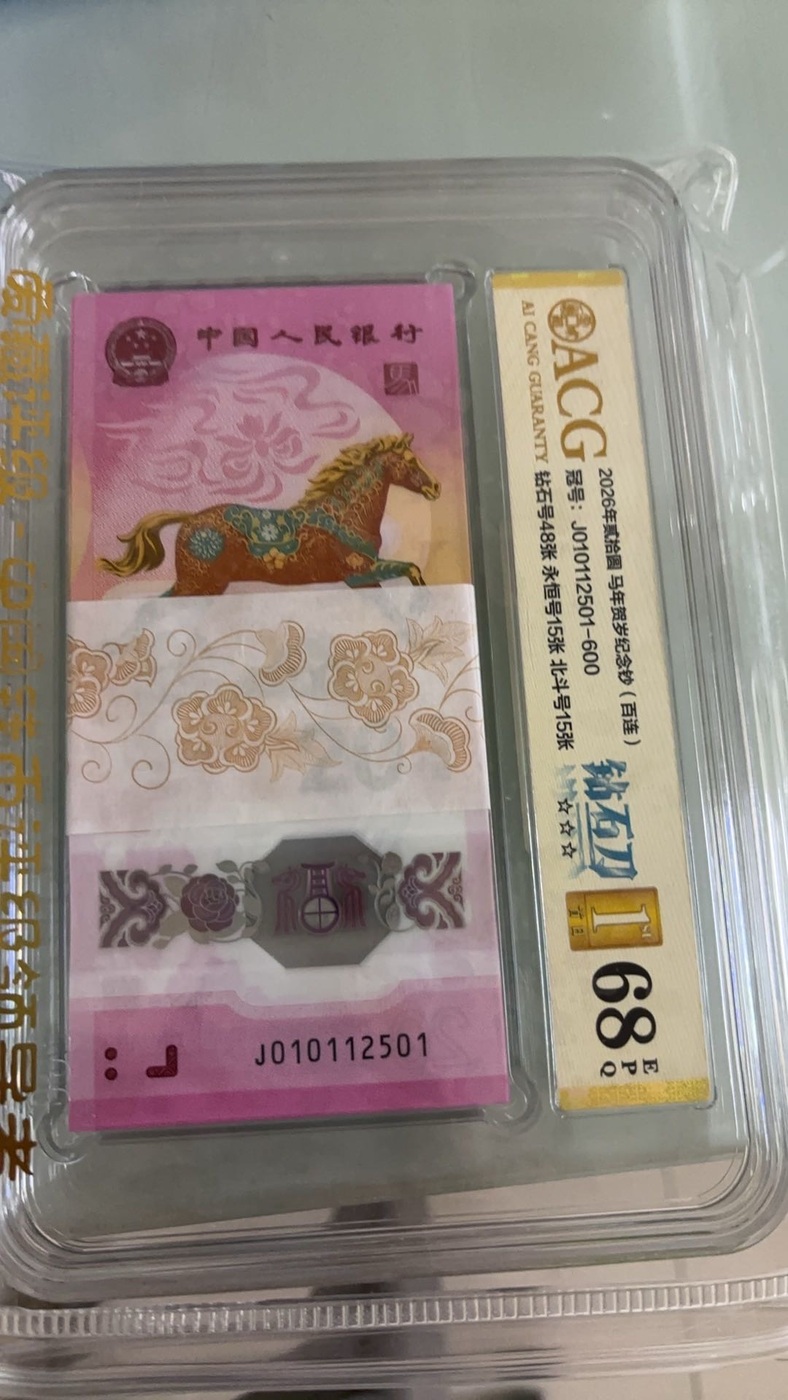 中国人民银行
J010112501
ACG
AI CANG GUARANTY
2026年贰拾圆 马年贺岁纪念钞（百连）
冠号：J010112501-600
钻石号48张 永恒号15张 北斗号15张
钻石刀
☆☆☆
1ST
68
EPQ